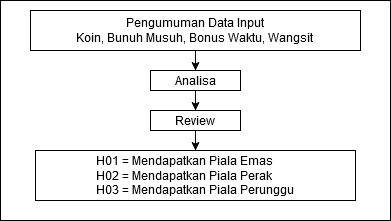 Pengumuman Data Input
Koin, Bunuh Musuh, Bonus Waktu, Wangsit
Analisa
Review
H01 = Mendapatkan Piala Emas
H02 = Mendapatkan Piala Perak
H03 = Mendapatkan Piala Perunggu